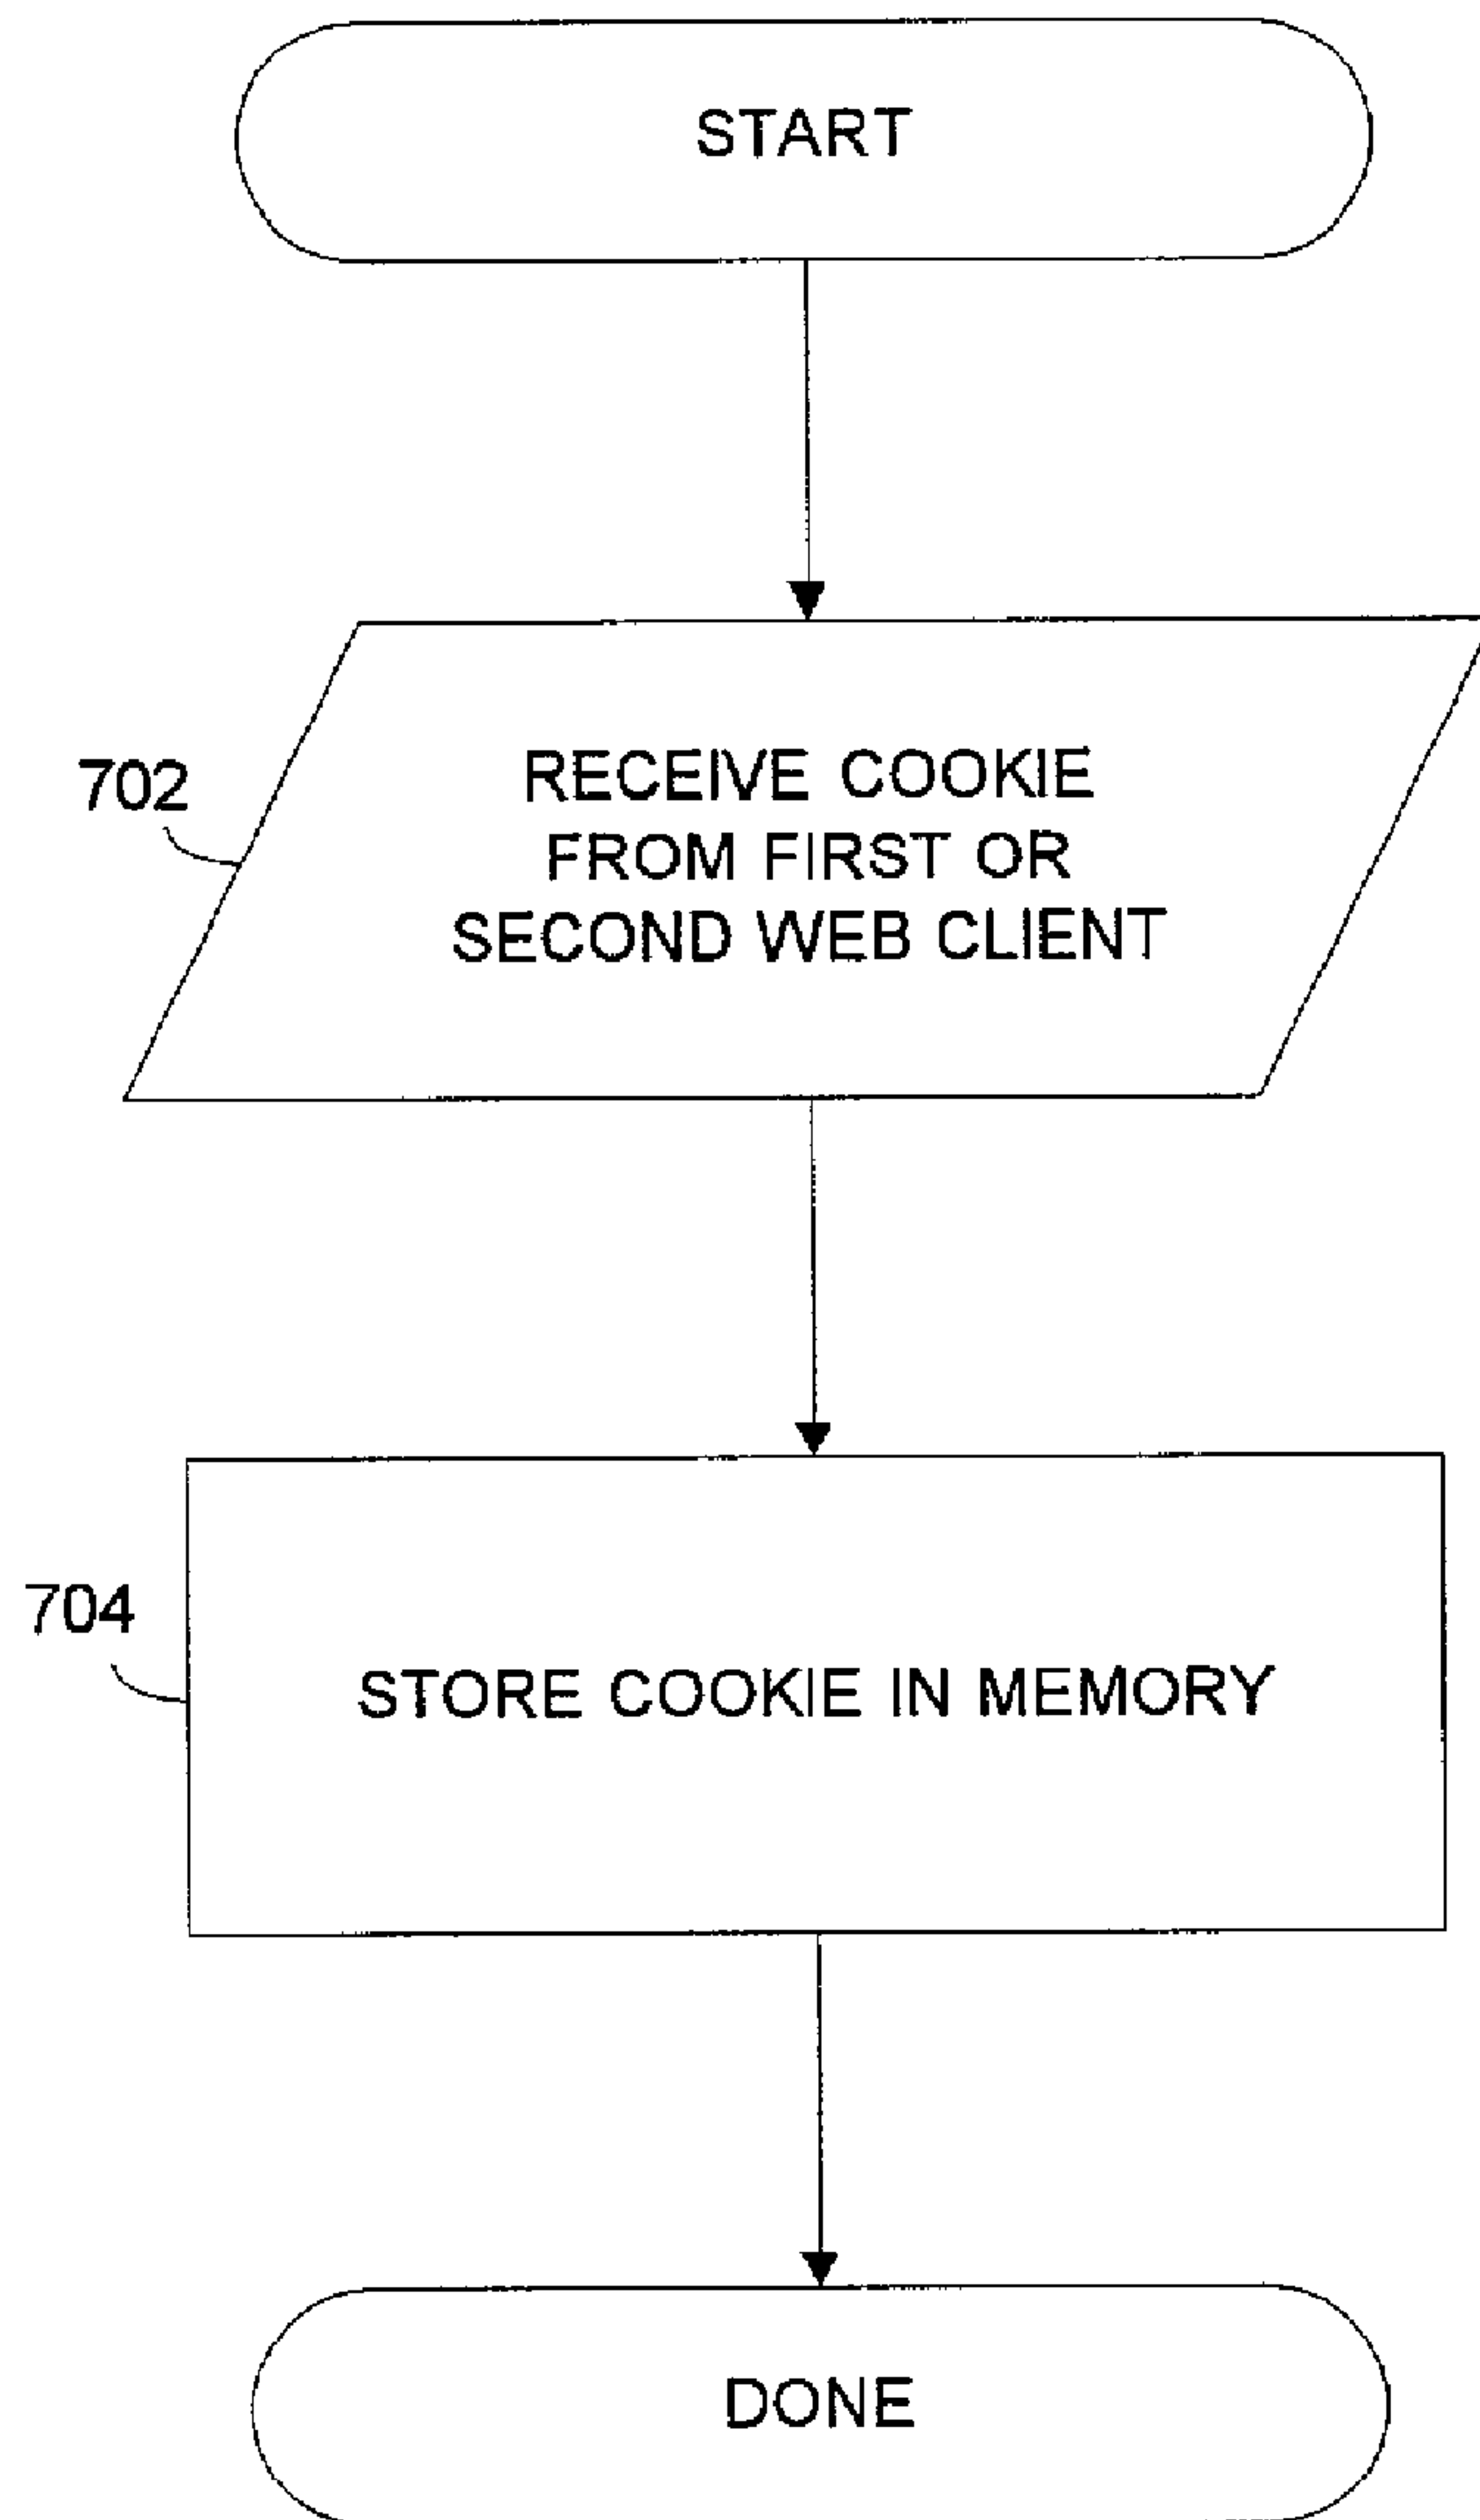 START
702
RECEIVE COOKIE
FROM FIRST OR
SECOND WEB CLIENT
704
STORE COOKIE IN MEMORY
DONE